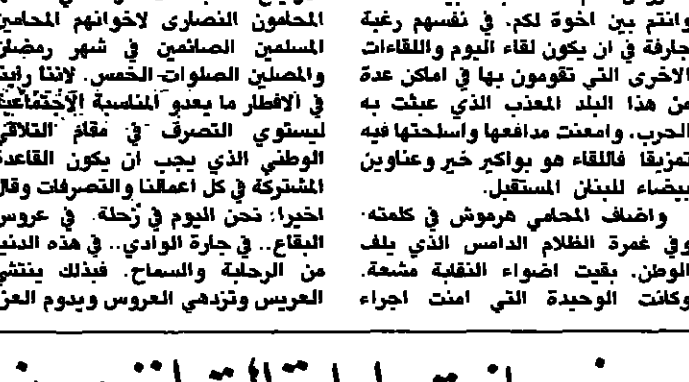 وانتم بين اخوة لكم. في نفسهم رغبة
جارفة في ان يكون لقاء اليوم واللقاءات
الاخرى التي تقومون بها في اماكن عدة
من هذا البلد المعذب الذي عبثت به
الحرب. وامعنت مدافعها واسلحتها فيه
تمزيقا فاللقاء هو بواكير خير وعناوين
بيضاء للبنان المستقبل.
واضاف المحامي هرموش في كلمته:
وفي غمرة الظلام الدامس الذي يلف
الوطن. بقيت اضواء النقابة مشعة.
وكانت الوحيدة التي امنت اجراء
المحامون النصارى لاخوانهم المحامين
المسلمين الصائمين في شهر رمضان
والمصلين الصلوات الخمس. لاننا راينا
في الافطار ما يعدو المناسبة الاجتماعية
ليستوي التصرف في مقام التلاقي
الوطني الذي يجب ان يكون القاعدة
المشتركة في كل اعمالنا والتصرفات وقال
اخيرا: نحن اليوم في زحلة. في عروس
البقاع.. في جارة الوادي.. في هذه الدنيا
من الرحابة والسماح. فبذلك ينتشي
العريس وتزدهي العروس ويدوم العز